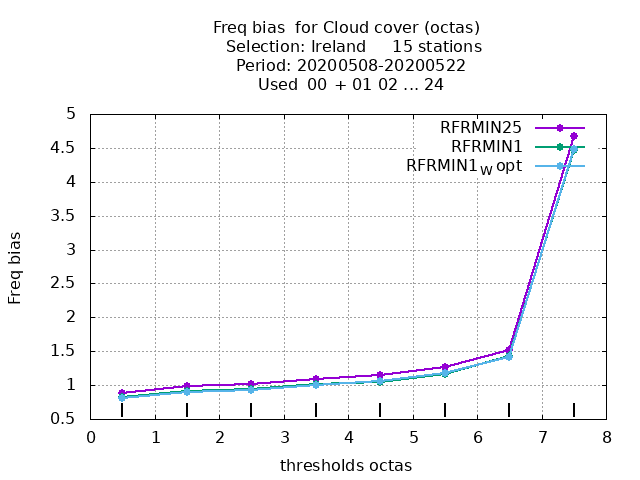 Freq bias  for Cloud cover (octas)
Selection: Ireland     15 stations
Period: 20200508-20200522
Used  00  + 01 02 ... 24
RFRMIN25
RFRMIN1
RFRMIN1W opt
5
4.5
4
3.5
3
2.5
2
1.5
1
0.5
Freq bias
0 1 2 3 4 5 6 7 8
thresholds octas